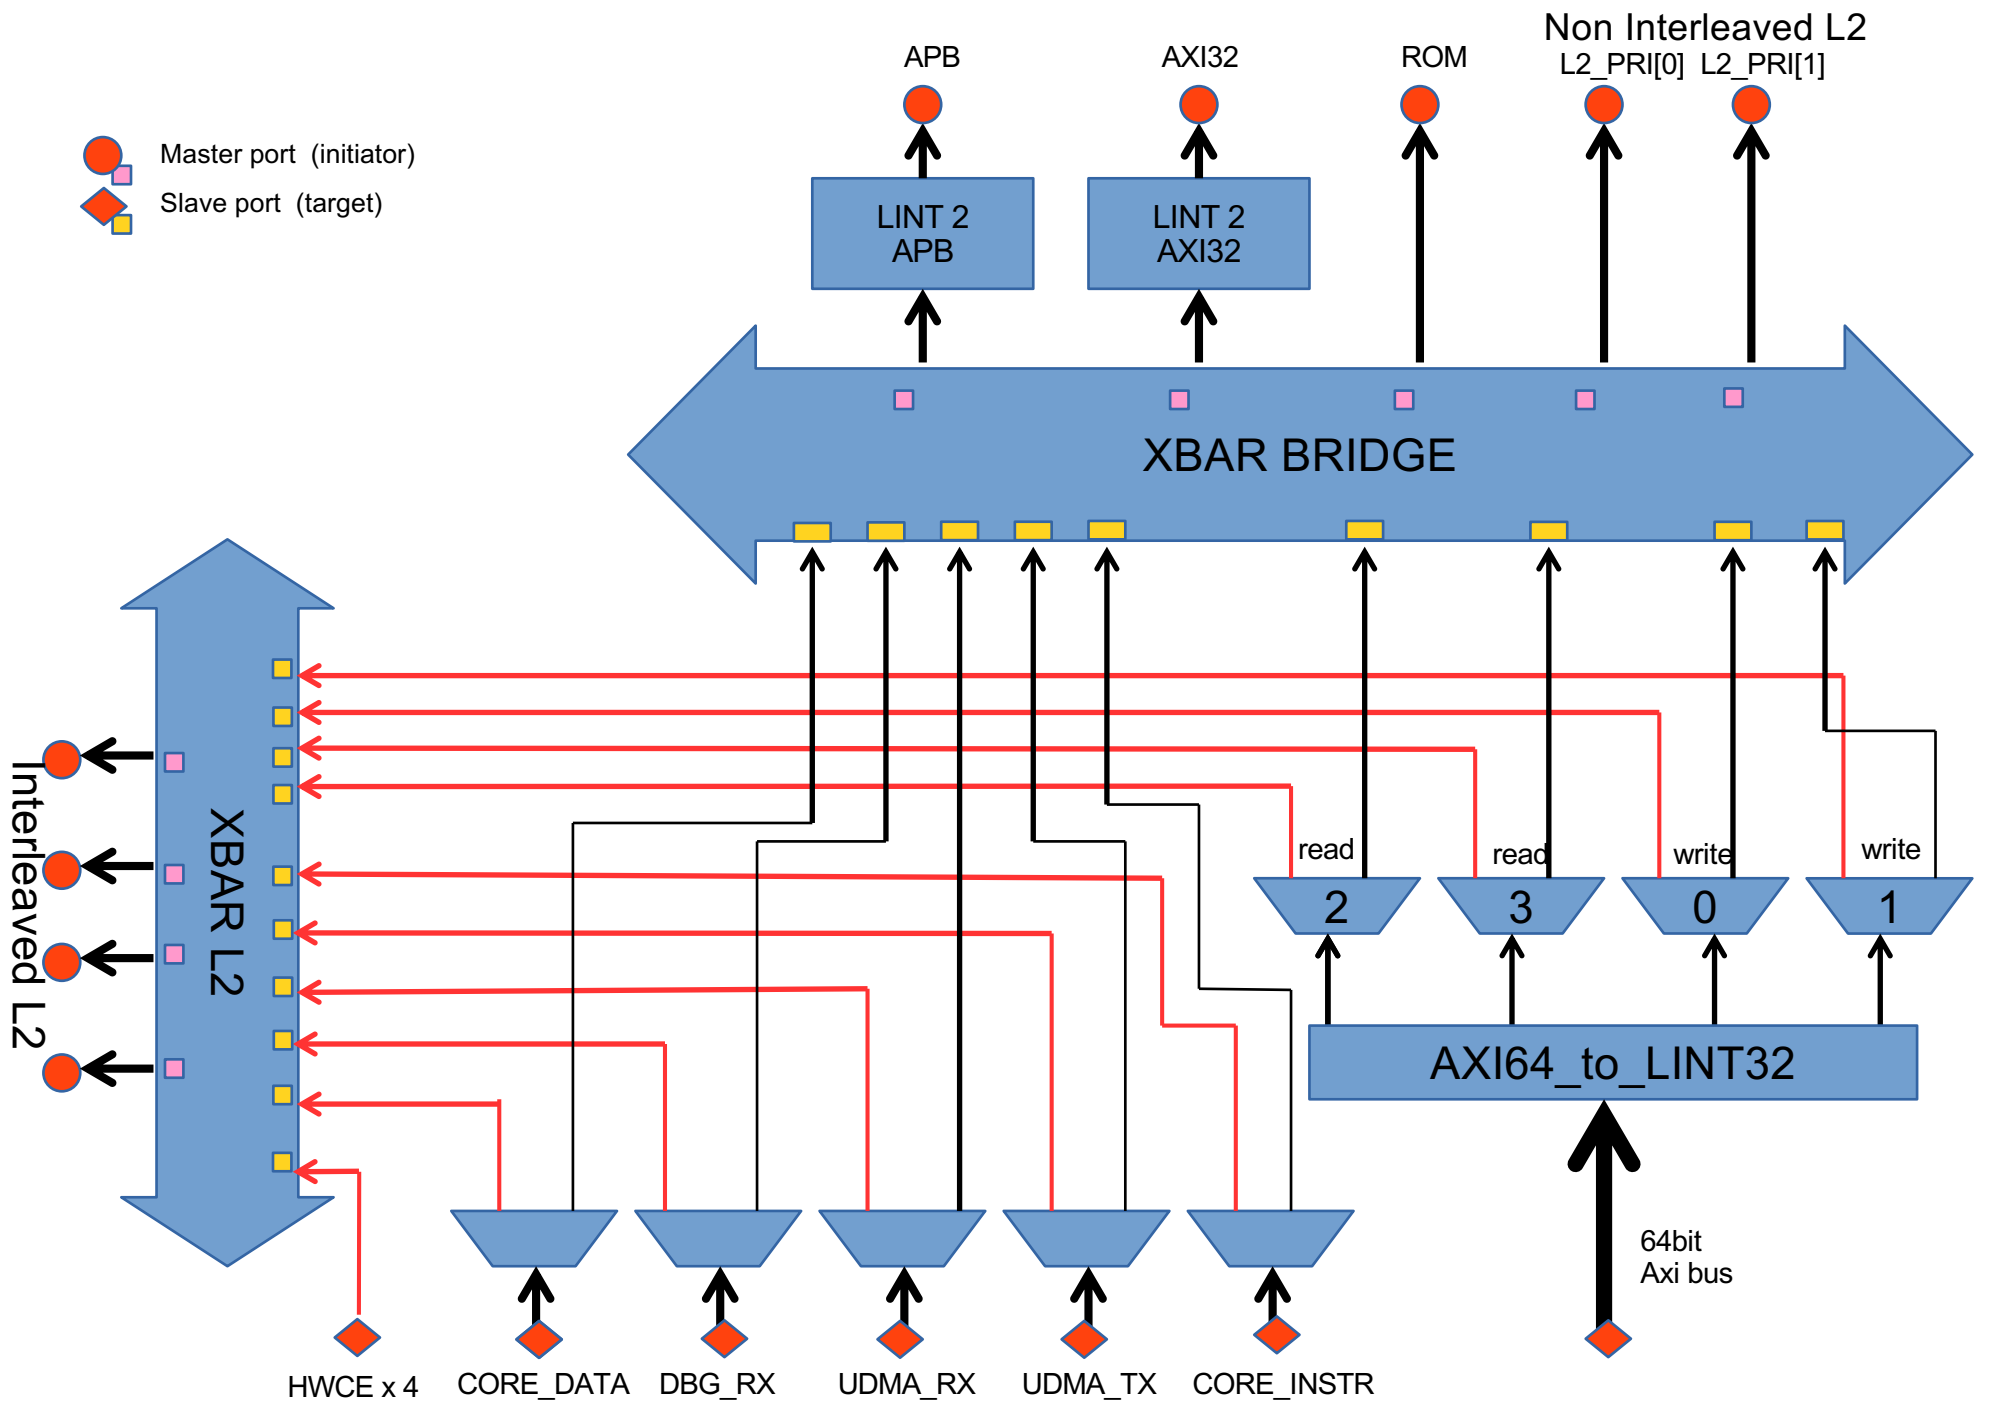 Non Interleaved L2
APB
AXI32
ROM
L2_PRI[0] L2_PRI[1]
Master port (initiator)
Slave port (target)
LINT 2
APB
LINT 2
AXI32
XBAR BRIDGE
Interleaved L2
XBAR L2
read
read
write
write
2
3
0
1
AXI64_to_LINT32
64bit
Axi bus
HWCE x 4
CORE_DATA
DBG_RX
UDMA_RX
UDMA_TX
CORE_INSTR